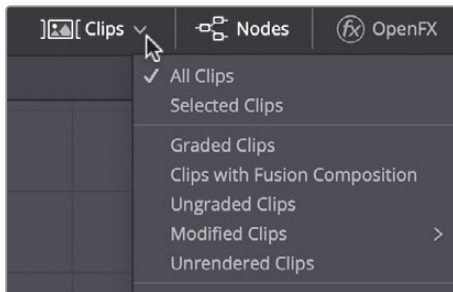 Clips Nodes OpenFX
All Clips
Selected Clips
Graded Clips
Clips with Fusion Composition
Ungraded Clips
Modified Clips
Unrendered Clips